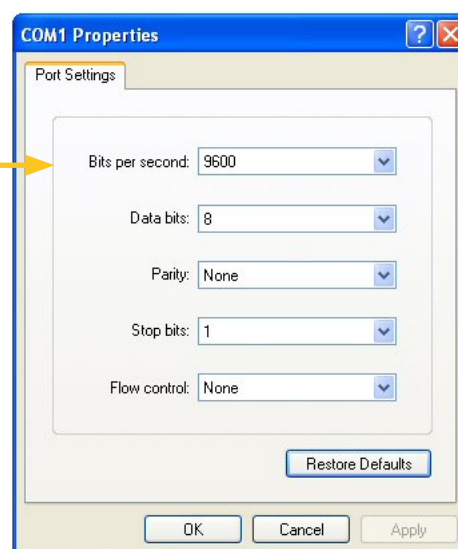 COM1 Properties
Port Settings
Bits per second: 9600
Data bits: 8
Parity: None
Stop bits: 1
Flow control: None
Restore Defaults
OK Cancel Apply